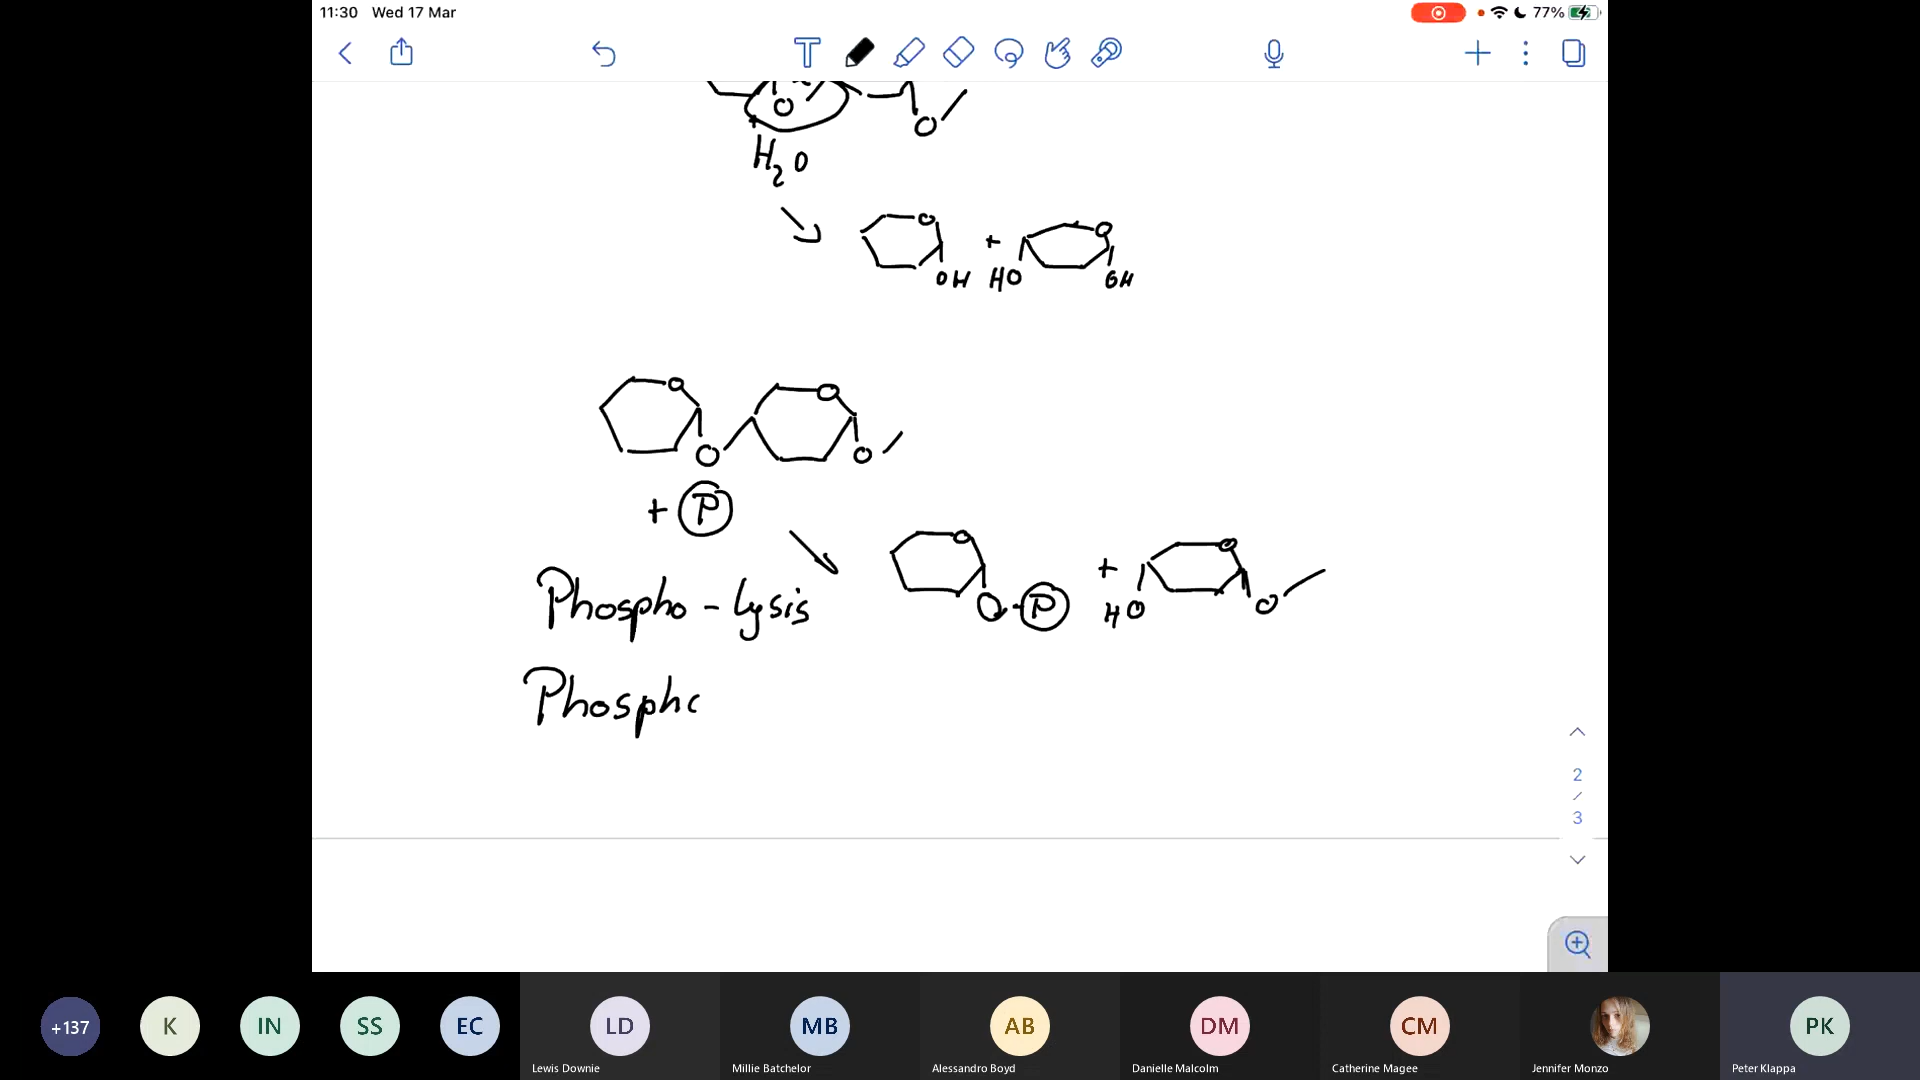 11:30 Wed 17 Mar 77%
T
O O
H₂O
O + O
OH HO OH
O O
O O
+ P
O + O
Phospho-lysis O-P HO O
Phospho
2
/
3
+137 K IN SS EC LD MB AB DM CM PK
Lewis Downie Millie Batchelor Alessandro Boyd Danielle Malcolm Catherine Magee Jennifer Monzo Peter Klappa